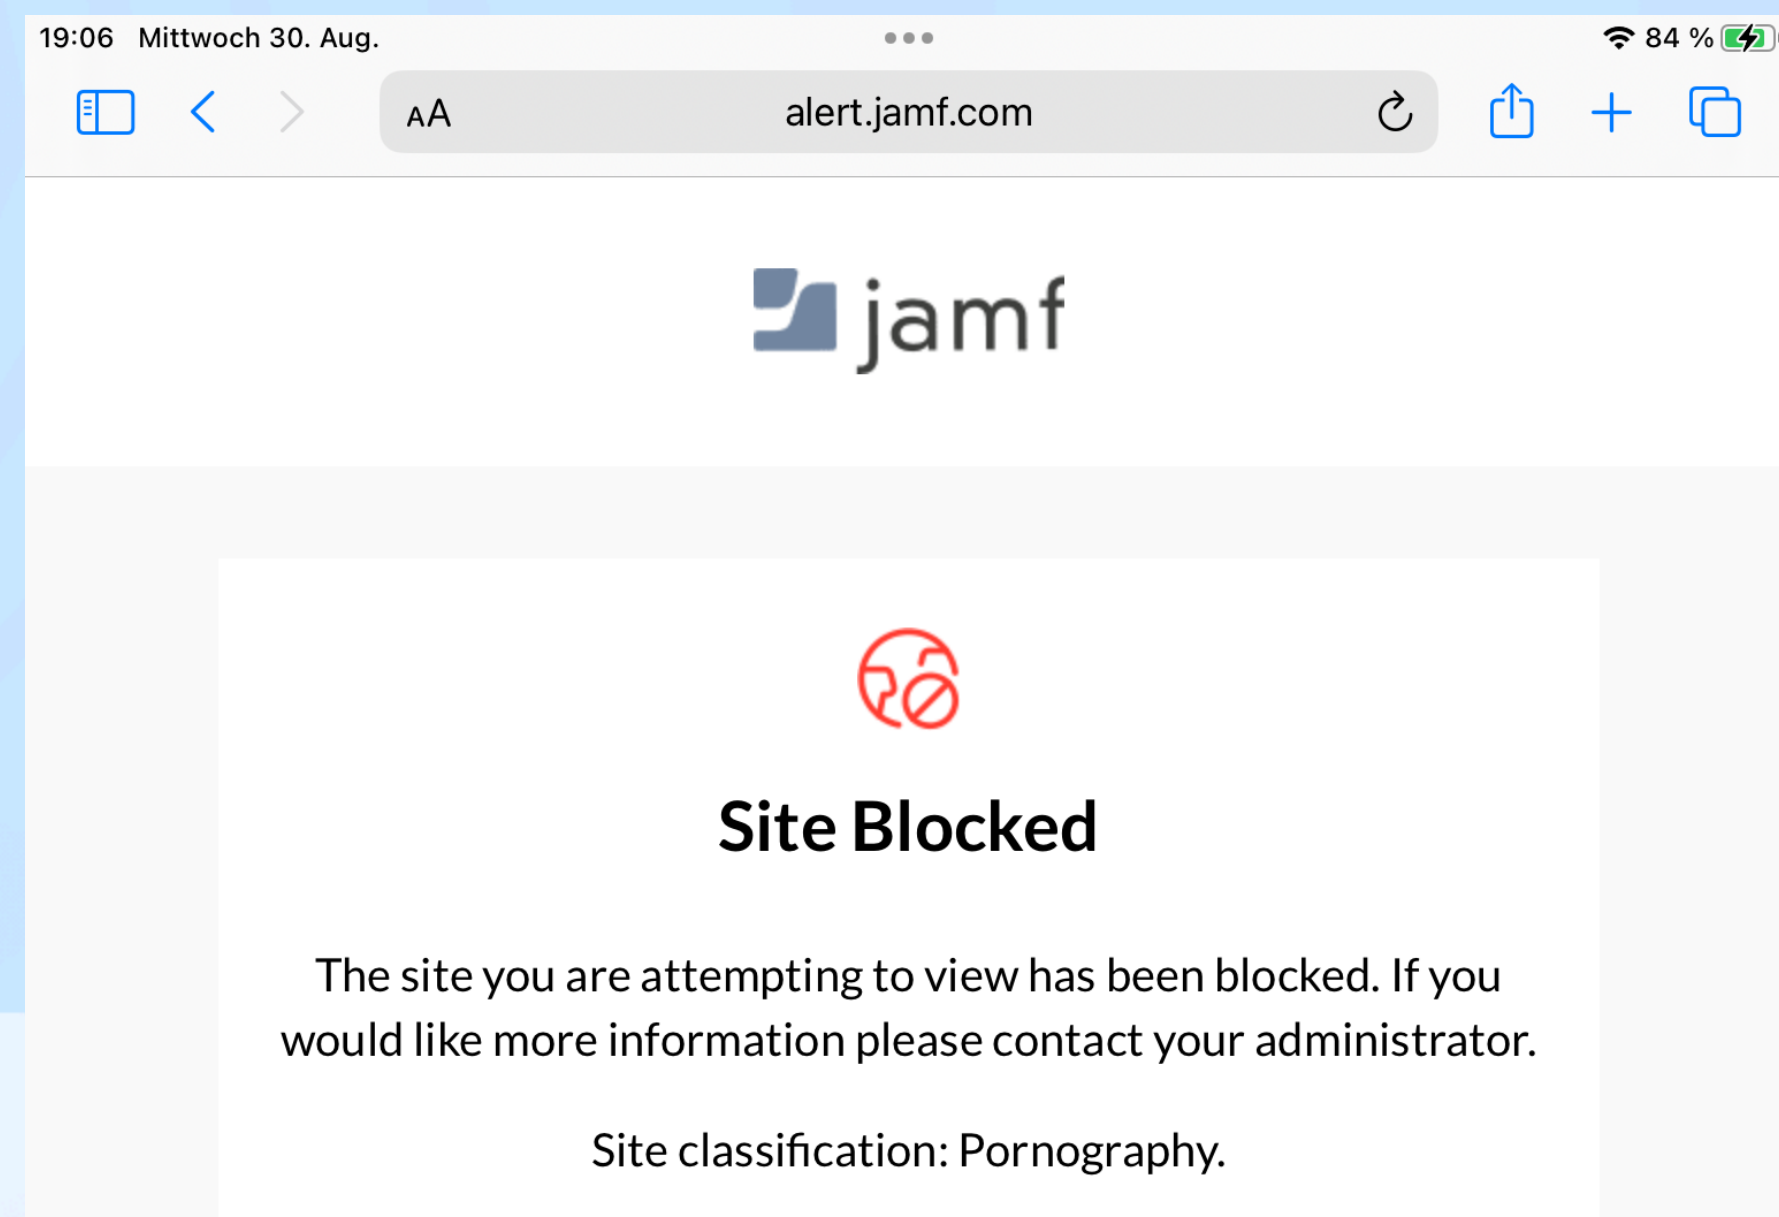 19:06 Mittwoch 30. Aug.
84 %
AA
alert.jamf.com
jamf
Site Blocked
The site you are attempting to view has been blocked. If you
would like more information please contact your administrator.
Site classification: Pornography.